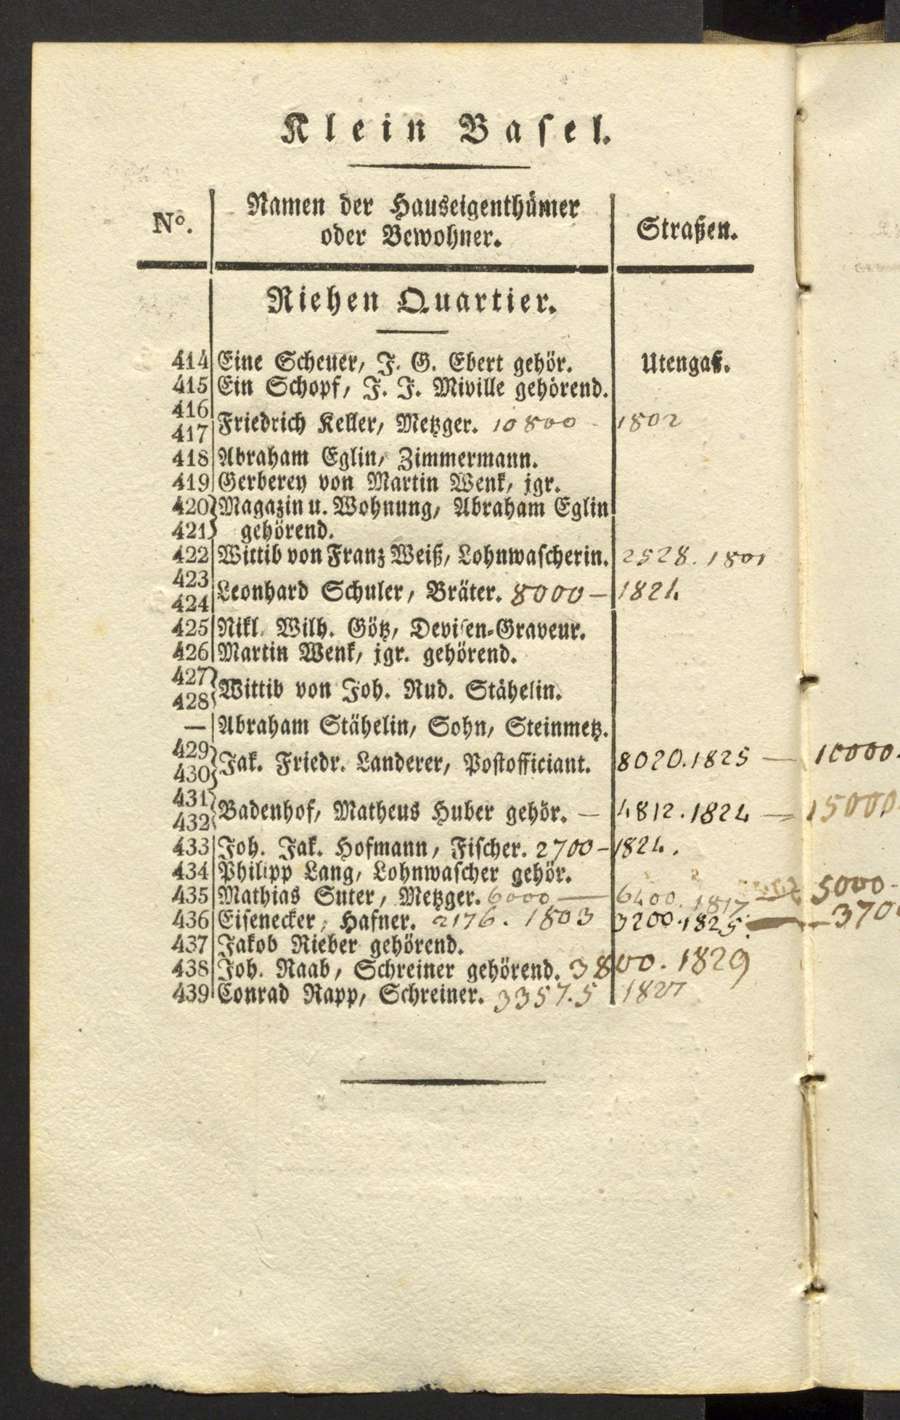 Klein Basel.
No.
Namen der Hauseigenthümer
oder Bewohner.
Straßen.
Riehen Quartier.
414 Eine Scheuer, J. G. Ebert gehör. Utengaß.
415 Ein Schopf, J. J. Miville gehörend.
416
417 Friedrich Keller, Metzger. 10800 - 1802
418 Abraham Eglin, Zimmermann.
419 Gerberey von Martin Wenk, jgr.
420 Magazin u. Wohnung, Abraham Eglin
421 gehörend.
422 Wittib von Franz Weiß, Lohnwascherin. 2528. 1801
423
424 Leonhard Schuler, Bräter. 8000 – 1821.
425 Nikl. Wilh. Götz, Devisen-Graveur.
426 Martin Wenk, jgr. gehörend.
427
428 Wittib von Joh. Rud. Stähelin.
— Abraham Stähelin, Sohn, Steinmetz.
429
430 Jak. Friedr. Landerer, Postofficiant. 8020. 1825 — 10000.
431
432 Badenhof, Matheus Huber gehör. – 4812. 1824 — 15000
433 Joh. Jak. Hofmann, Fischer. 2700 – 1824.
434 Philipp Lang, Lohnwascher gehör.
435 Mathias Suter, Metzger. 6000 — 6400. 1817 — 5000-
436 Eisenecker, Hafner. 2176. 1803 3200. 1825. — 370
437 Jakob Rieber gehörend.
438 Joh. Raab, Schreiner gehörend. 3800. 1829
439 Conrad Rapp, Schreiner. 3357.5 1827